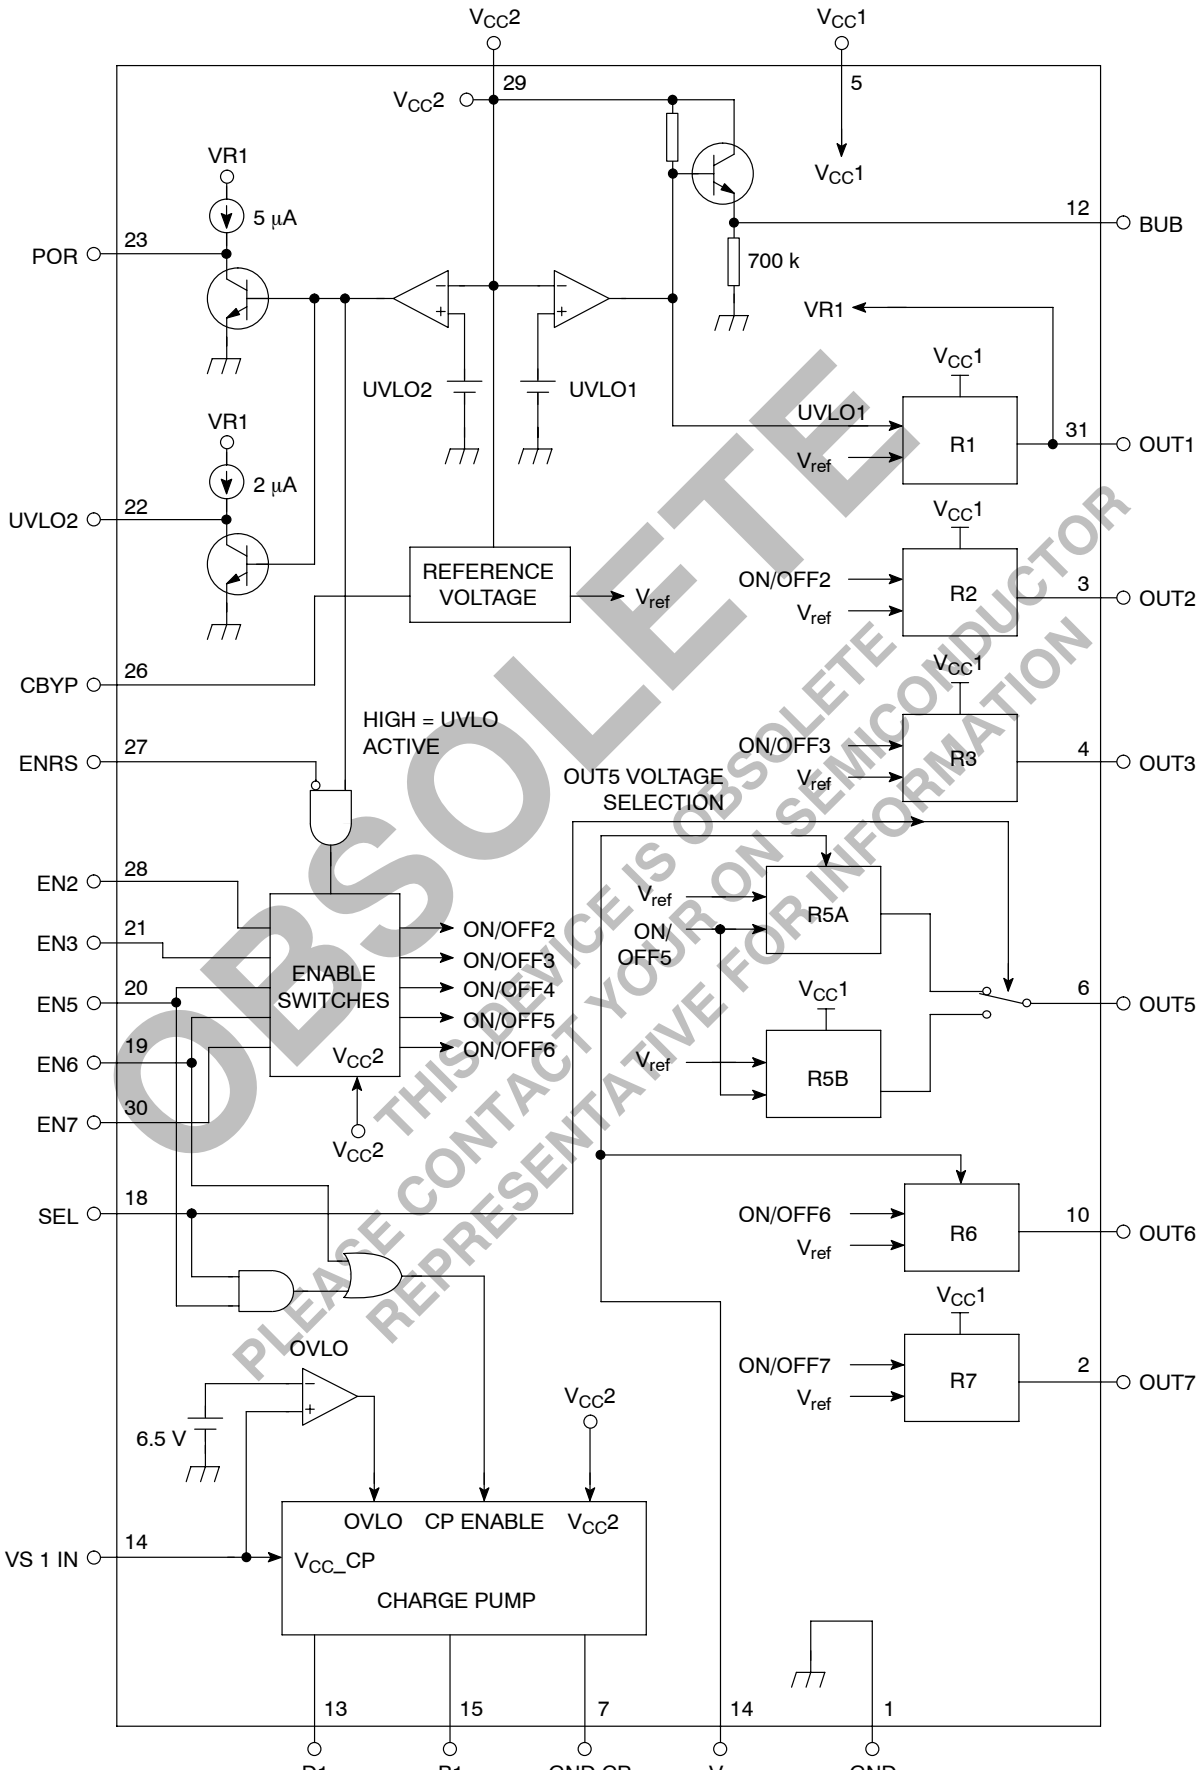 VCC2
VCC1
29
5
VCC2
VR1
VCC1
5 μA
12
BUB
23
POR
700 k
VR1
VCC1
UVLO2
UVLO1
UVLO1
VR1
R1
31
OUT1
Vref
2 μA
22
UVLO2
VCC1
REFERENCE
VOLTAGE
Vref
ON/OFF2
R2
3
OUT2
Vref
26
CBYP
VCC1
HIGH = UVLO
ACTIVE
27
ENRS
ON/OFF3
R3
4
OUT3
Vref
OUT5 VOLTAGE
SELECTION
28
EN2
Vref
R5A
21
EN3
ON/OFF2
ON/
OFF5
ON/OFF3
ENABLE
SWITCHES
20
EN5
ON/OFF4
VCC1
6
OUT5
ON/OFF5
19
EN6
ON/OFF6
VCC2
Vref
R5B
30
EN7
VCC2
18
SEL
ON/OFF6
R6
10
OUT6
Vref
VCC1
OVLO
ON/OFF7
R7
2
OUT7
Vref
VCC2
6.5 V
OVLO
CP ENABLE
VCC2
14
VS 1 IN
VCC_CP
CHARGE PUMP
13
15
7
14
1
OBSOLETE
THIS DEVICE IS OBSOLETE
PLEASE CONTACT YOUR ON SEMICONDUCTOR
REPRESENTATIVE FOR INFORMATION